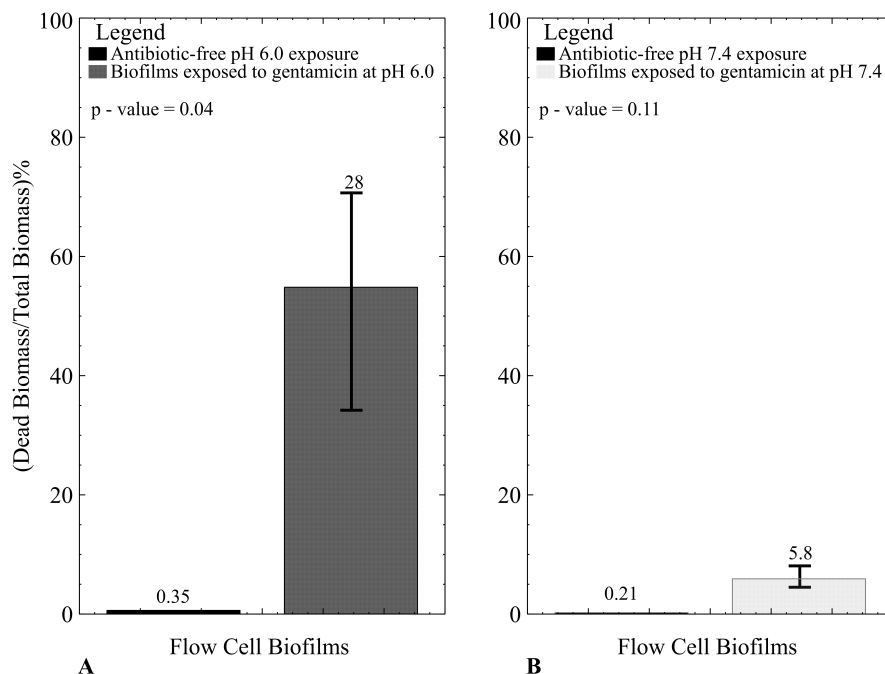 (Dead Biomass/Total Biomass)%
100
80
60
40
20
0
Legend
Antibiotic-free pH 6.0 exposure
Biofilms exposed to gentamicin at pH 6.0
p - value = 0.04
28
0.35
Flow Cell Biofilms
A
100
80
60
40
20
0
Legend
Antibiotic-free pH 7.4 exposure
Biofilms exposed to gentamicin at pH 7.4
p - value = 0.11
5.8
0.21
Flow Cell Biofilms
B